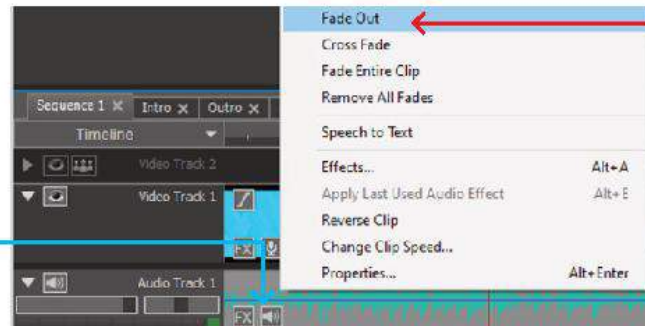 Fade Out
Cross Fade
Fade Entire Clip
Remove All Fades
Speech to Text
Effects... Alt+A
Apply Last Used Audio Effect Alt+E
Reverse Clip
Change Clip Speed...
Properties... Alt+Enter
Sequence 1 Intro Outro
Timeline
Video Track 2
Video Track 1
FX
Audio Track 1
FX